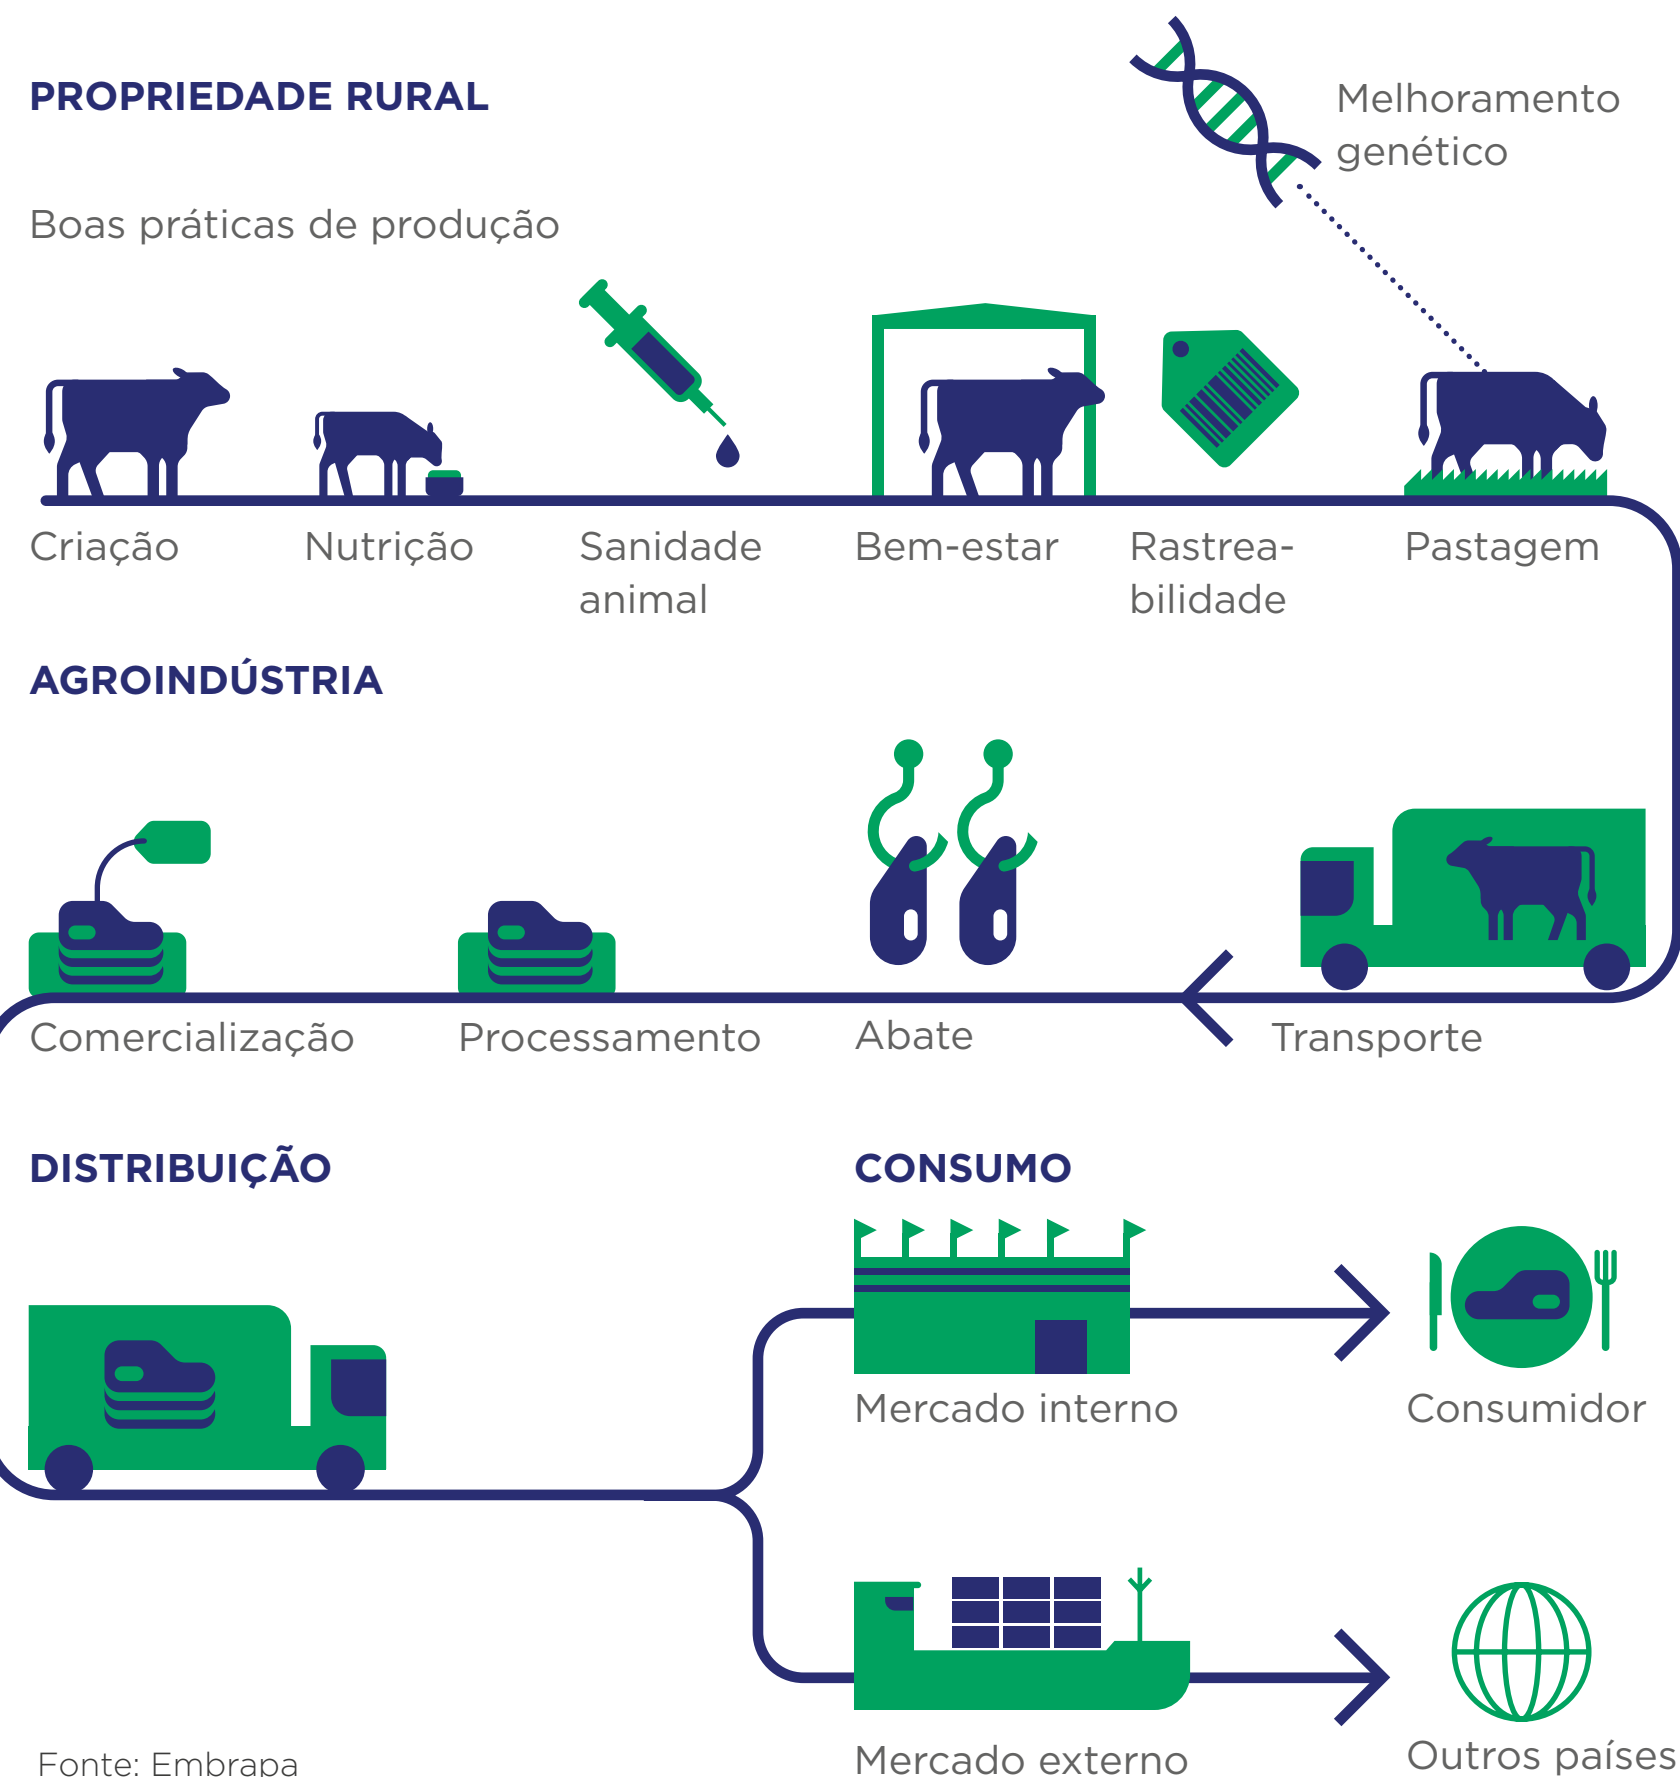 PROPRIEDADE RURAL
Melhoramento
genético
Boas práticas de produção
Criação
Nutrição
Sanidade
animal
Bem-estar
Rastrea-
bilidade
Pastagem
AGROINDÚSTRIA
Comercialização
Processamento
Abate
Transporte
DISTRIBUIÇÃO
CONSUMO
Mercado interno
Consumidor
Mercado externo
Outros países
Fonte: Embrapa